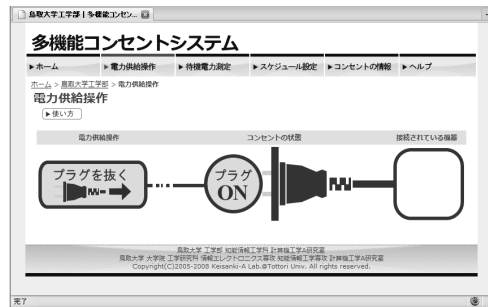 鳥取大学工学部 | 多機能コンセン...
多機能コンセントシステム
▶ホーム ▶電力供給操作 ▶待機電力測定 ▶スケジュール設定 ▶コンセントの情報 ▶ヘルプ
ホーム > 鳥取大学工学部 > 電力供給操作
電力供給操作
▶使い方
電力供給操作 コンセントの状態 接続されている機器
プラグを抜く
プラグ
ON
鳥取大学 工学部 知能情報工学科 計算機工学A研究室
鳥取大学 大学院 工学研究科 情報エレクトロニクス専攻 知能情報工学専攻 計算機工学A研究室
Copyright(C)2005-2008 Keisanki-A Lab.@Tottori Univ. All rights reserved.
完了